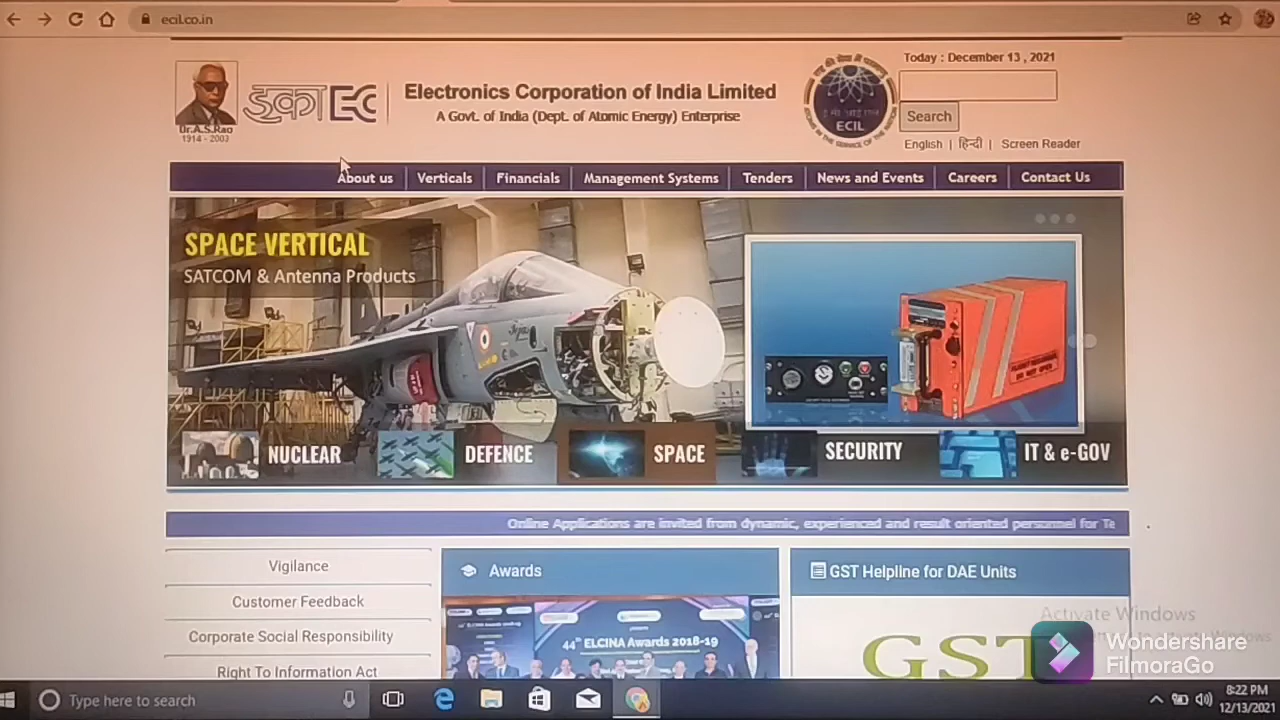 ecil.co.in
Today : December 13 , 2021
Dr.A.S.Rao
1914 - 2003
इका EC
Electronics Corporation of India Limited
A Govt. of India (Dept. of Atomic Energy) Enterprise
ECIL
Search
English | हिन्दी | Screen Reader
About us
Verticals
Financials
Management Systems
Tenders
News and Events
Careers
Contact Us
SPACE VERTICAL
SATCOM & Antenna Products
NUCLEAR
DEFENCE
SPACE
SECURITY
IT & e-GOV
Online Applications are invited from dynamic, experienced and result oriented personnel for Te
Vigilance
Customer Feedback
Corporate Social Responsibility
Right To Information Act
Awards
44th ELCINA Awards 2018-19
GST Helpline for DAE Units
GST
Activate Windows
Wondershare
FilmoraGo
Type here to search
8:22 PM
12/13/2021